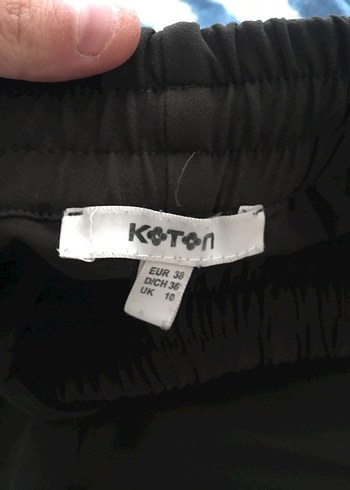 KOTON
EUR 38
D/CH 36
UK 10